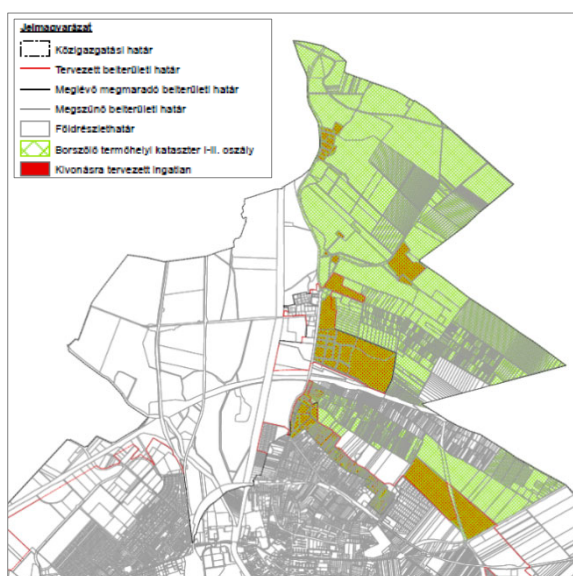 Jelmagyarázat
Közigazgatási határ
Tervezett belterületi határ
Meglévő megmaradó belterületi határ
Megszűnő belterületi határ
Földrészlethatár
Borszőlő termőhelyi kataszter I-II. oszály
Kivonásra tervezett ingatlan